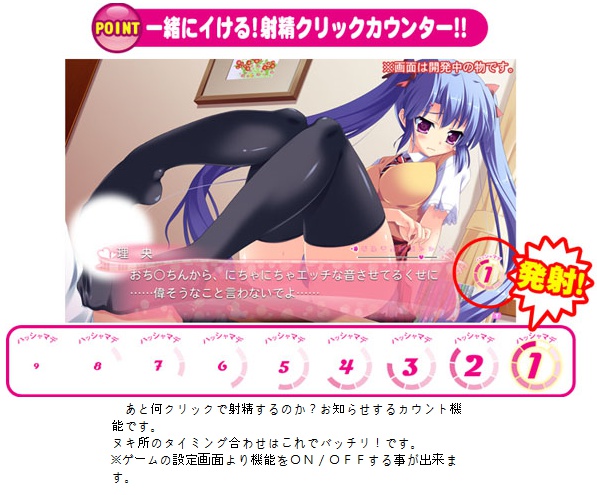 POINT 一緒にイける!射精クリックカウンター!!
※画面は開発中の物です。
理 央
おち○ちんから、にちゃにちゃエッチな音させてるくせに
……偉そうなこと言わないでよ……
1
発射!
ハッシャマデ ハッシャマデ ハッシャマデ ハッシャマデ ハッシャマデ ハッシャマデ ハッシャマデ ハッシャマデ ハッシャマデ
9 8 7 6 5 4 3 2 1
あと何クリックで射精するのか?お知らせするカウント機
能です。
ヌキ所のタイミング合わせはこれでバッチリ!です。
※ゲームの設定画面より機能をON/OFFする事が出来ま
す。